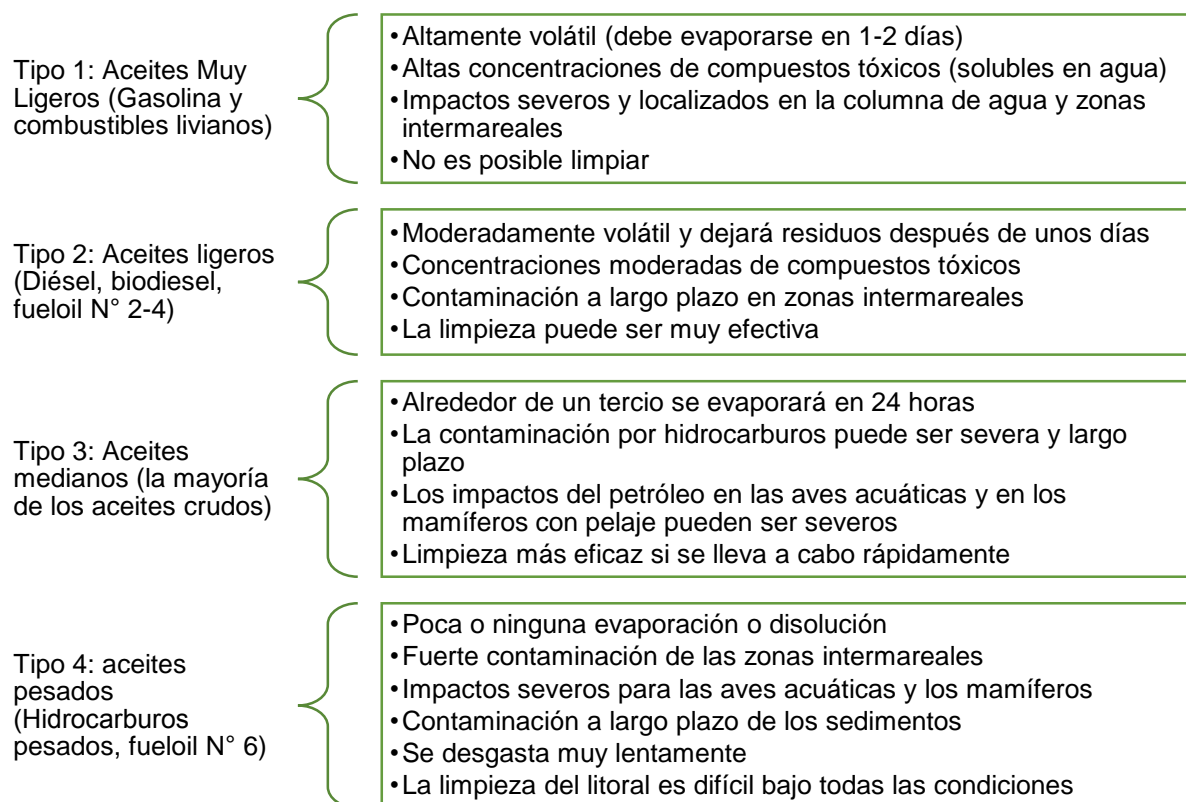 Tipo 1: Aceites Muy
Ligeros (Gasolina y
combustibles livianos)
•Altamente volátil (debe evaporarse en 1-2 días)
•Altas concentraciones de compuestos tóxicos (solubles en agua)
•Impactos severos y localizados en la columna de agua y zonas
intermareales
•No es posible limpiar
Tipo 2: Aceites ligeros
(Diésel, biodiesel,
fueloil N° 2-4)
•Moderadamente volátil y dejará residuos después de unos días
•Concentraciones moderadas de compuestos tóxicos
•Contaminación a largo plazo en zonas intermareales
•La limpieza puede ser muy efectiva
Tipo 3: Aceites
medianos (la mayoría
de los aceites crudos)
•Alrededor de un tercio se evaporará en 24 horas
•La contaminación por hidrocarburos puede ser severa y largo
plazo
•Los impactos del petróleo en las aves acuáticas y en los
mamíferos con pelaje pueden ser severos
•Limpieza más eficaz si se lleva a cabo rápidamente
Tipo 4: aceites
pesados
(Hidrocarburos
pesados, fueloil N° 6)
•Poca o ninguna evaporación o disolución
•Fuerte contaminación de las zonas intermareales
•Impactos severos para las aves acuáticas y los mamíferos
•Contaminación a largo plazo de los sedimentos
•Se desgasta muy lentamente
•La limpieza del litoral es difícil bajo todas las condiciones